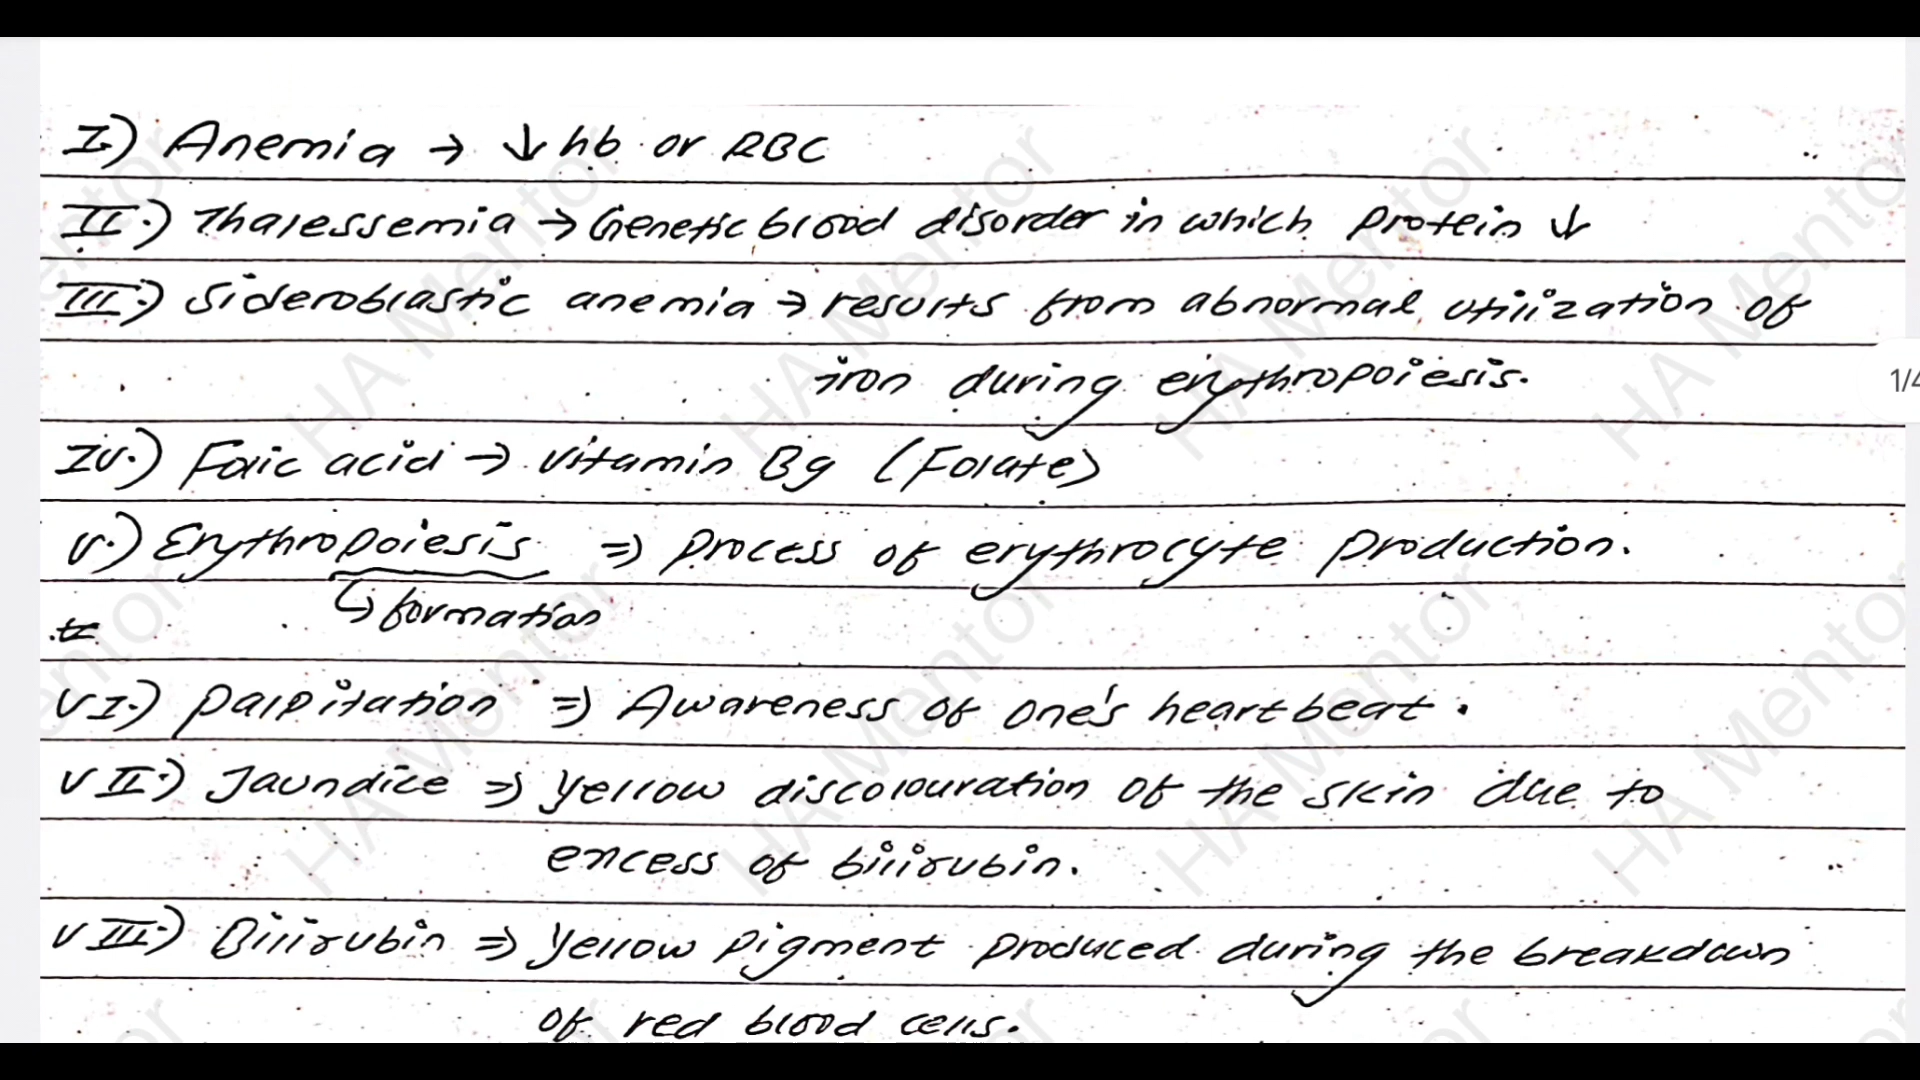 I.) Anemia → ↓ hb or RBC
II.) Thalessemia → Genetic blood disorder in which protein ↓
III.) Sideroblastic anemia → results from abnormal utilization of
iron during erythropoiesis.
1/4
IV.) Folic acid → vitamin B9 (Folate)
V.) Erythropoiesis ⇒ process of erythrocyte production.
↳ formation
VI.) palpitation ⇒ Awareness of one's heartbeat.
VII.) Jaundice ⇒ yellow discolouration of the skin due to
excess of bilirubin.
VIII.) Bilirubin ⇒ yellow pigment produced during the breakdown
of red blood cells.
HA Mentor